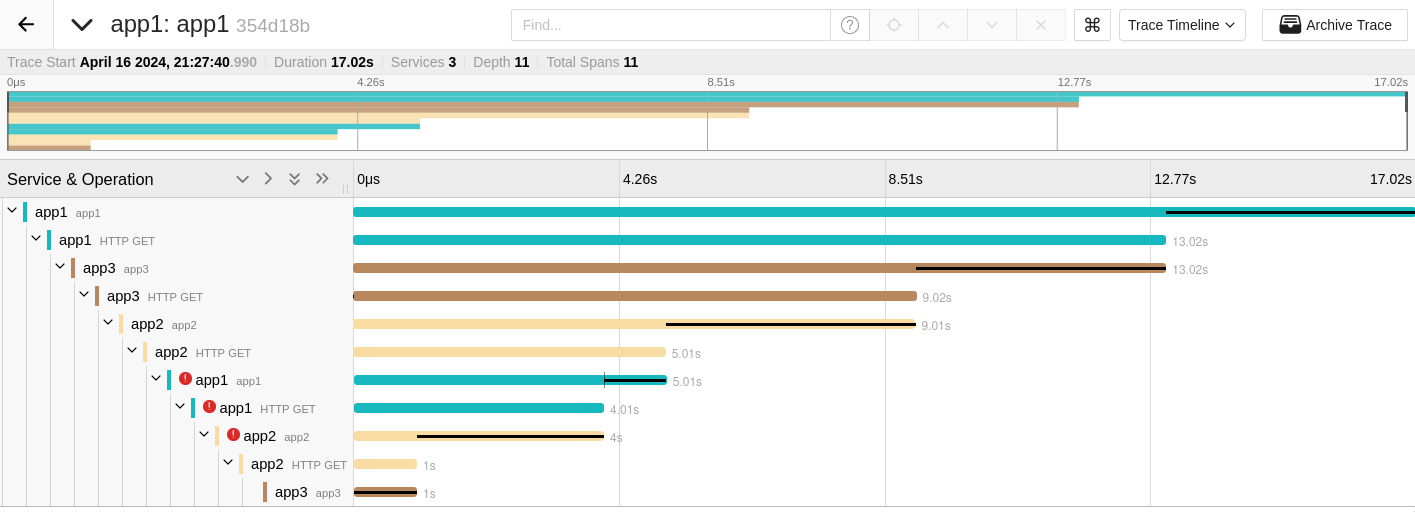 app1: app1 354d18b Find... ? ⌘ Trace Timeline Archive Trace
Trace Start April 16 2024, 21:27:40.990 Duration 17.02s Services 3 Depth 11 Total Spans 11
0μs 4.26s 8.51s 12.77s 17.02s
Service & Operation 0μs 4.26s 8.51s 12.77s 17.02s
app1 app1
app1 HTTP GET 13.02s
app3 app3 13.02s
app3 HTTP GET 9.02s
app2 app2 9.01s
app2 HTTP GET 5.01s
! app1 app1 5.01s
! app1 HTTP GET 4.01s
! app2 app2 4s
app2 HTTP GET 1s
app3 app3 1s